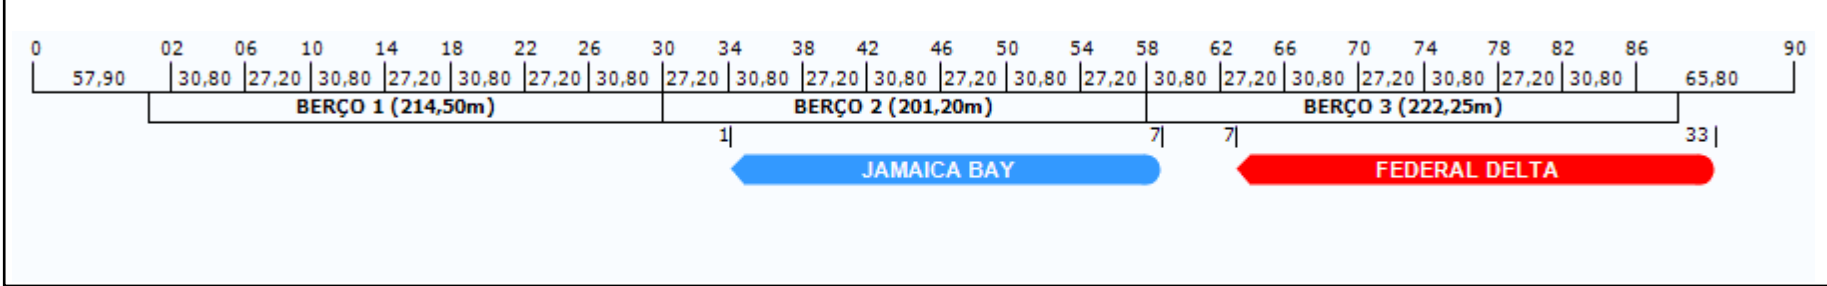 0 02 06 10 14 18 22 26 30 34 38 42 46 50 54 58 62 66 70 74 78 82 86 90
57,90 30,80 27,20 30,80 27,20 30,80 27,20 30,80 27,20 30,80 27,20 30,80 27,20 30,80 27,20 30,80 27,20 30,80 27,20 30,80 27,20 30,80 65,80
BERÇO 1 (214,50m) BERÇO 2 (201,20m) BERÇO 3 (222,25m)
1 7 7 33
JAMAICA BAY FEDERAL DELTA